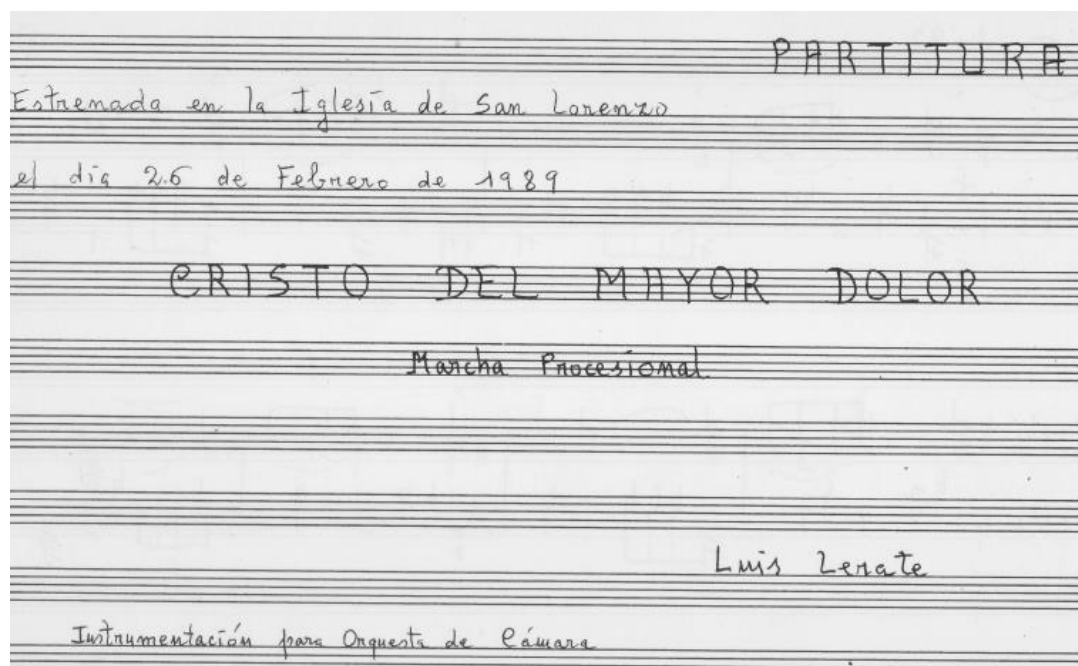 PARTITURA
Estrenada en la Iglesia de San Lorenzo
el día 26 de Febrero de 1989
CRISTO DEL MAYOR DOLOR
Marcha Procesional
Luis Lerate
Instrumentación para Orquesta de Cámara